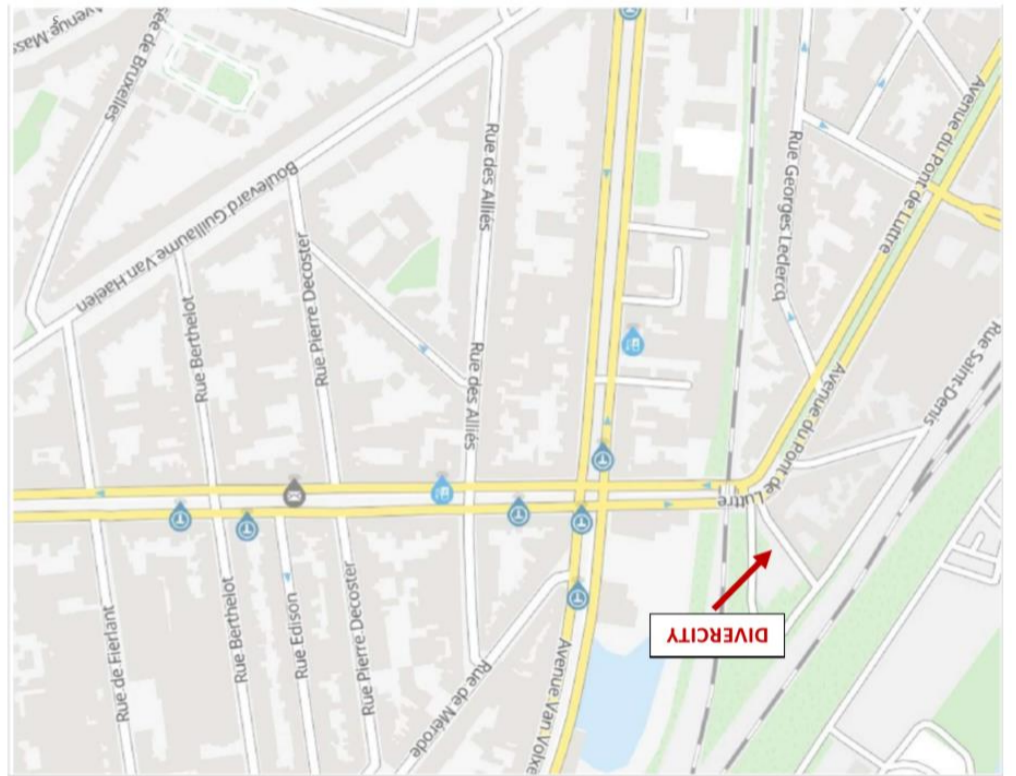 Avenue Mass
sée de Bruxelles
Boulevard Guillaume Van Haelen
Rue des Alliés
Rue Georges Leclercq
Avenue du Pont de Luttre
Rue Berthelot
Rue Pierre Decoster
Rue des Alliés
Avenue du Pont de Luttre
Rue Saint-Denis
Rue de Fierlant
Rue Berthelot
Rue Edison
Rue Pierre Decoster
Rue de Mérode
Avenue Van Volxe
DIVERCITY